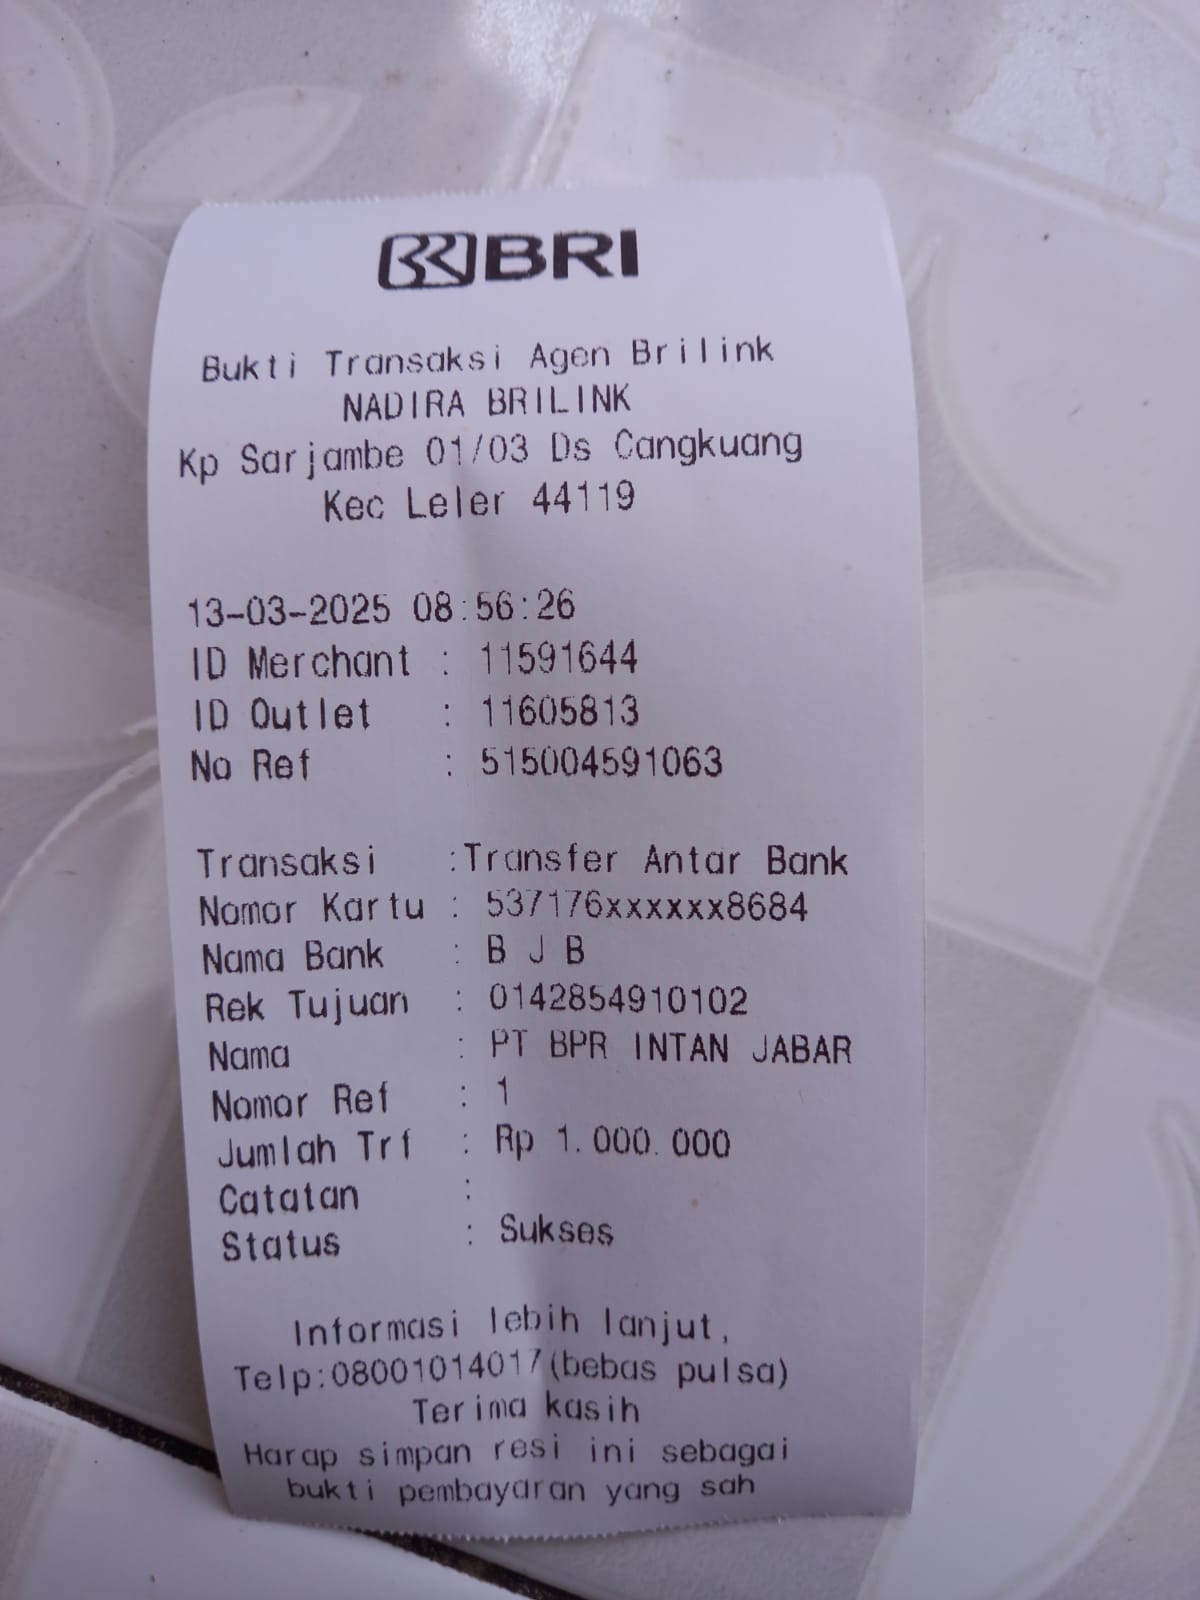 BRI
Bukti Transaksi Agen Brilink
NADIRA BRILINK
Kp Sarjambe 01/03 Ds Cangkuang
Kec Leler 44119
13-03-2025 08:56:26
ID Merchant : 11591644
ID Outlet : 11605813
No Ref : 515004591063
Transaksi :Transfer Antar Bank
Nomor Kartu : 537176xxxxxx8684
Nama Bank : B J B
Rek Tujuan : 0142854910102
Nama : PT BPR INTAN JABAR
Nomor Ref : 1
Jumlah Trf : Rp 1.000.000
Catatan :
Status : Sukses
Informasi lebih lanjut,
Telp:08001014017(bebas pulsa)
Terima kasih
Harap simpan resi ini sebagai
bukti pembayaran yang sah